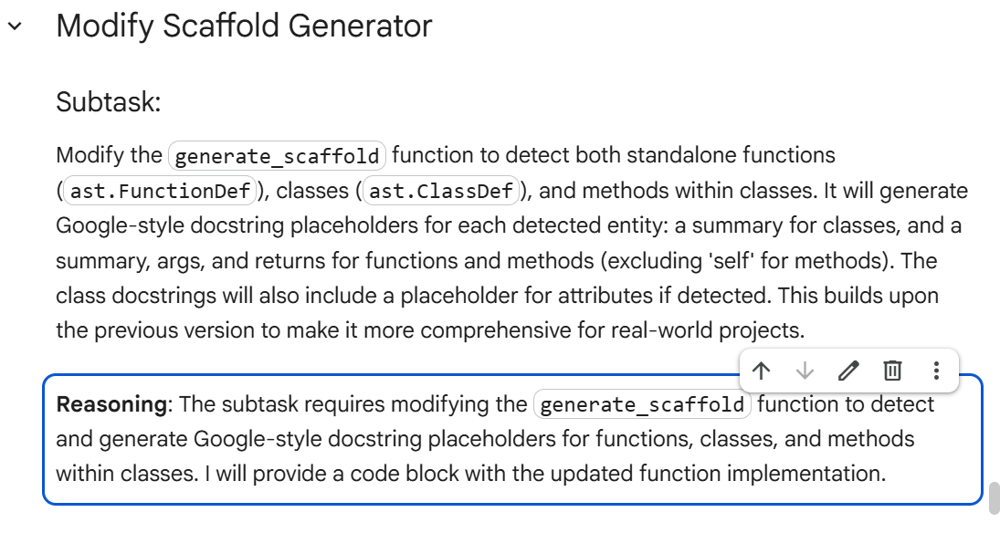 Modify Scaffold Generator
Subtask:
Modify the generate_scaffold function to detect both standalone functions
(ast.FunctionDef), classes (ast.ClassDef), and methods within classes. It will generate
Google-style docstring placeholders for each detected entity: a summary for classes, and a
summary, args, and returns for functions and methods (excluding 'self' for methods). The
class docstrings will also include a placeholder for attributes if detected. This builds upon
the previous version to make it more comprehensive for real-world projects.
Reasoning: The subtask requires modifying the generate_scaffold function to detect
and generate Google-style docstring placeholders for functions, classes, and methods
within classes. I will provide a code block with the updated function implementation.